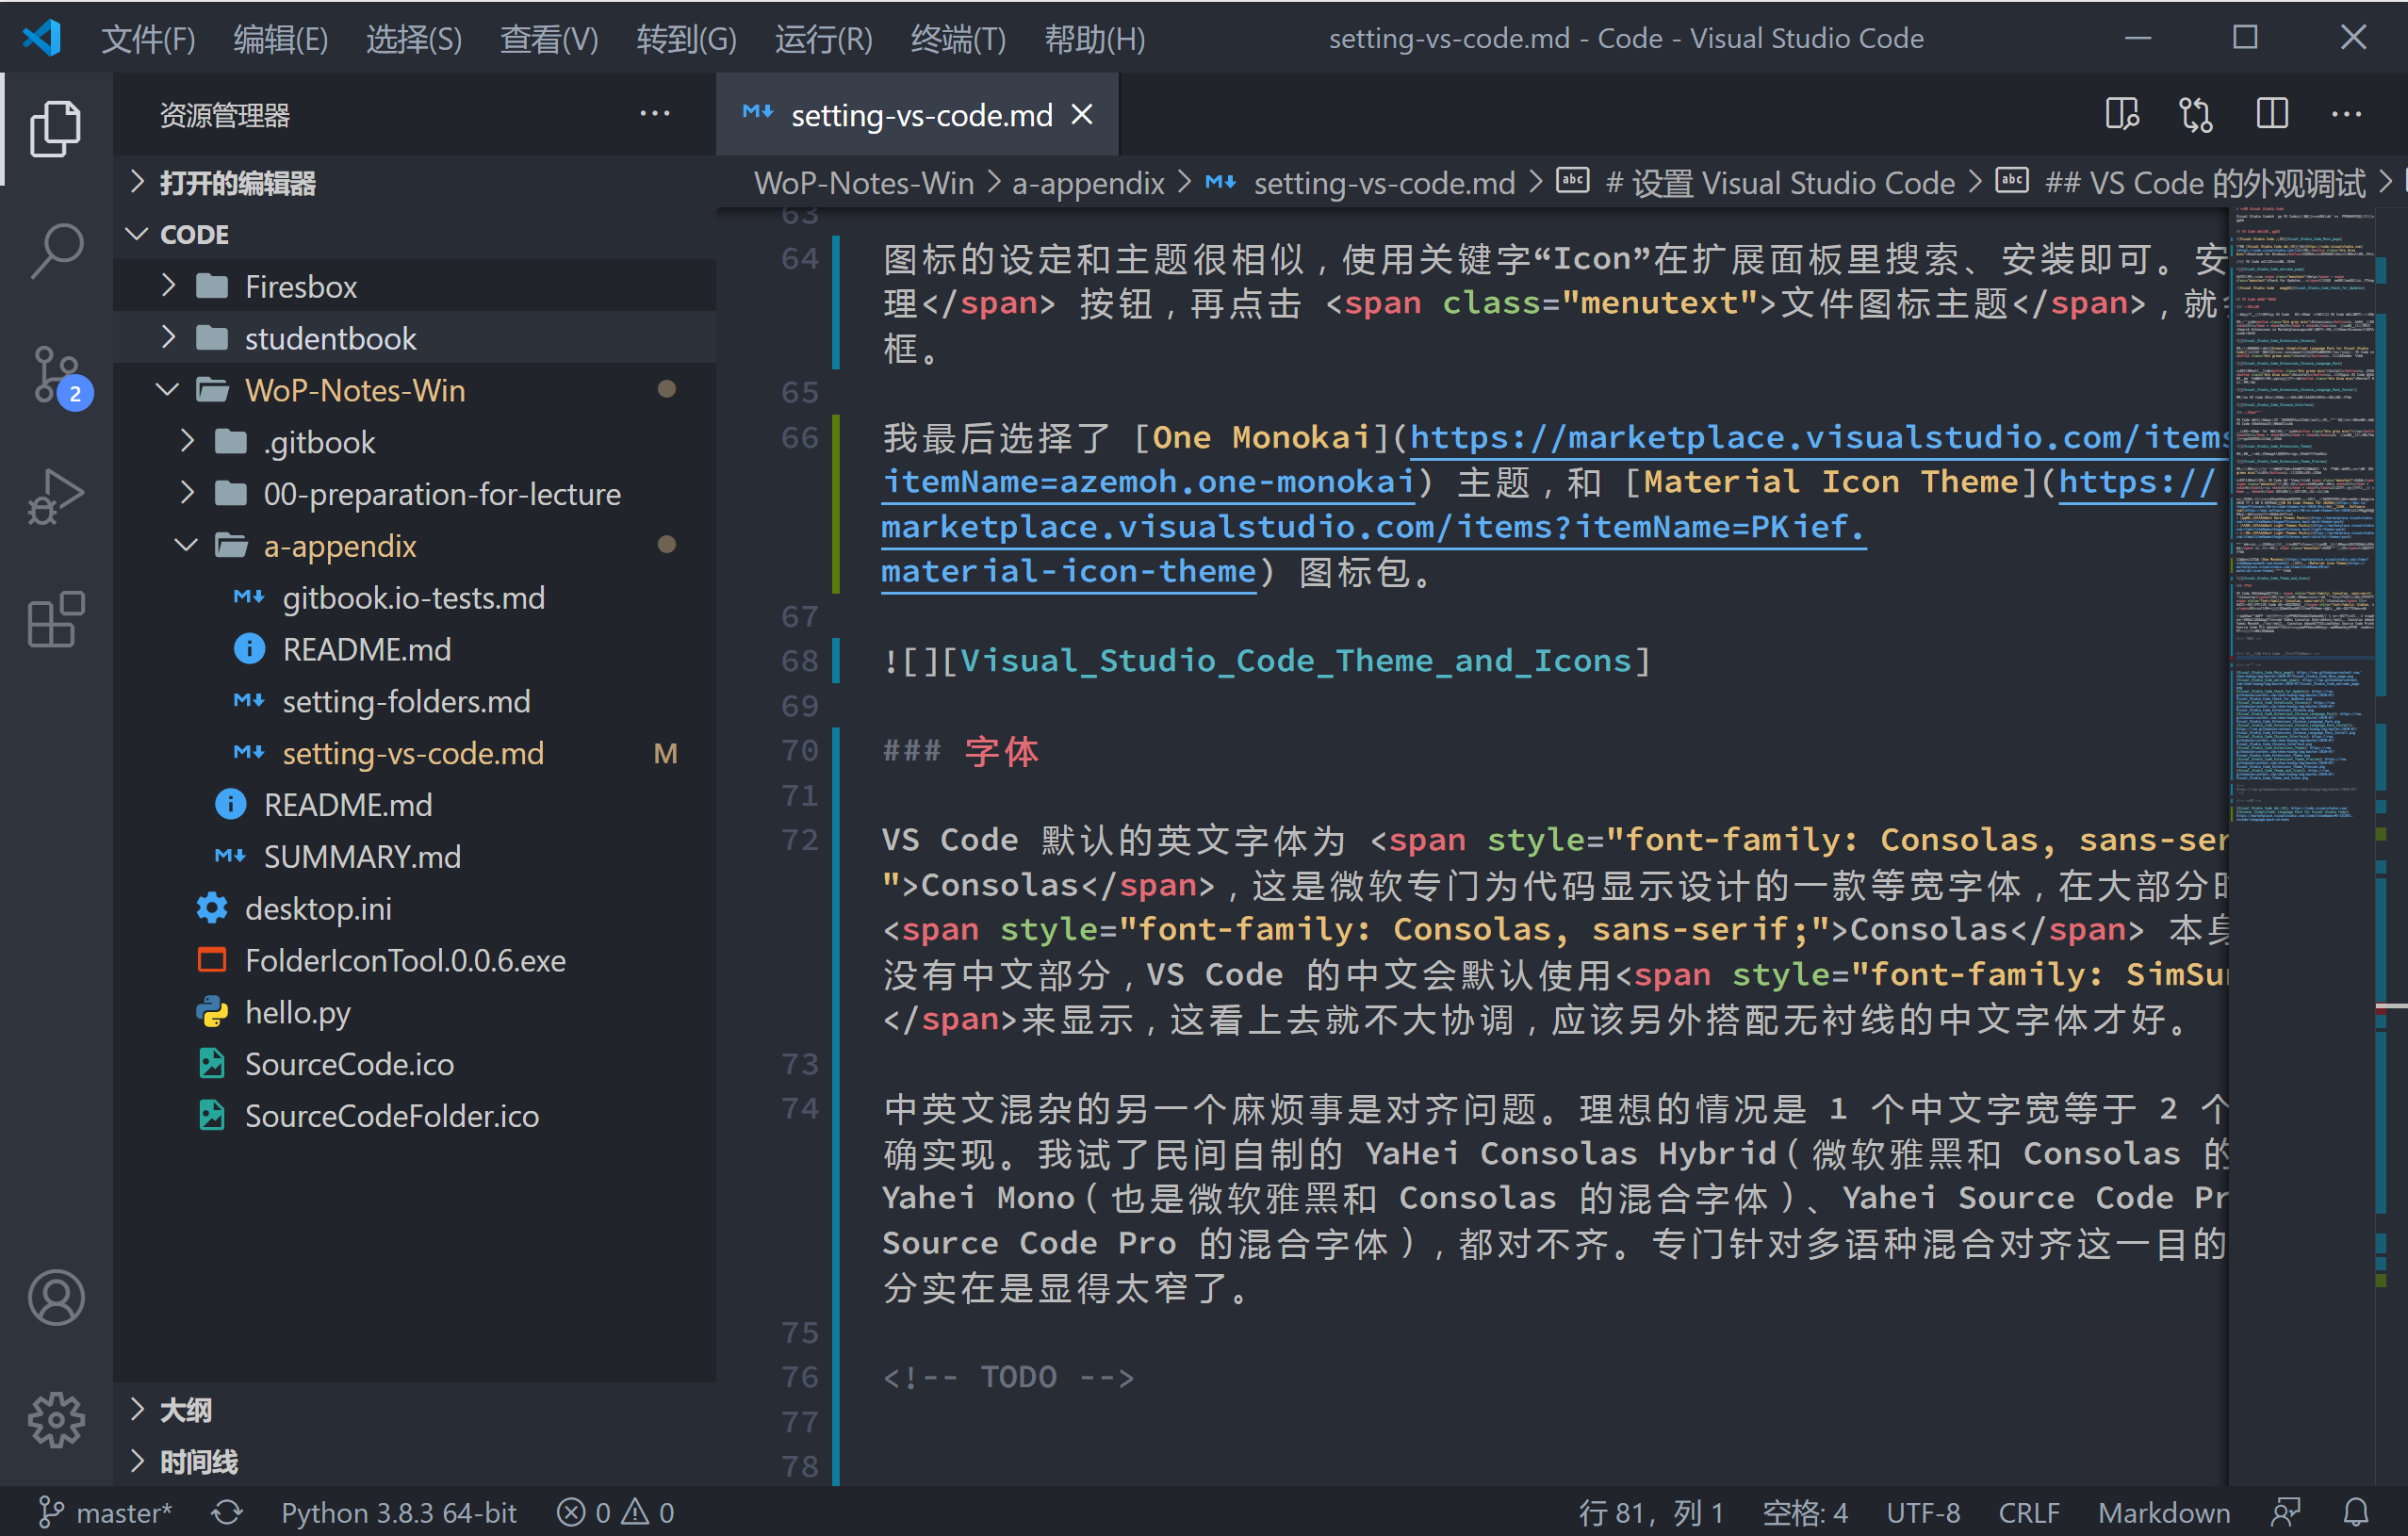 文件(F) 编辑(E) 选择(S) 查看(V) 转到(G) 运行(R) 终端(T) 帮助(H) setting-vs-code.md - Code - Visual Studio Code
资源管理器
打开的编辑器
CODE
Firesbox
studentbook
WoP-Notes-Win
.gitbook
00-preparation-for-lecture
a-appendix
gitbook.io-tests.md
README.md
setting-folders.md
setting-vs-code.md M
README.md
SUMMARY.md
desktop.ini
FolderIconTool.0.0.6.exe
hello.py
SourceCode.ico
SourceCodeFolder.ico
大纲
时间线
2
setting-vs-code.md
WoP-Notes-Win > a-appendix > setting-vs-code.md > # 设置 Visual Studio Code > ## VS Code 的外观调试 >
63
64 图标的设定和主题很相似，使用关键字“Icon”在扩展面板里搜索、安装即可。安
理</span> 按钮，再点击 <span class="menutext">文件图标主题</span>，就
框。
65
66 我最后选择了 [One Monokai](https://marketplace.visualstudio.com/items
itemName=azemoh.one-monokai) 主题，和 [Material Icon Theme](https://
marketplace.visualstudio.com/items?itemName=PKief.
material-icon-theme) 图标包。
67
68 ![][Visual_Studio_Code_Theme_and_Icons]
69
70 ### 字体
71
72 VS Code 默认的英文字体为 <span style="font-family: Consolas, sans-ser
">Consolas</span>，这是微软专门为代码显示设计的一款等宽字体，在大部分时
<span style="font-family: Consolas, sans-serif;">Consolas</span> 本身
没有中文部分，VS Code 的中文会默认使用<span style="font-family: SimSun
</span>来显示，这看上去就不大协调，应该另外搭配无衬线的中文字体才好。
73
74 中英文混杂的另一个麻烦事是对齐问题。理想的情况是 1 个中文字宽等于 2 个
确实现。我试了民间自制的 YaHei Consolas Hybrid（微软雅黑和 Consolas 的
Yahei Mono（也是微软雅黑和 Consolas 的混合字体）、Yahei Source Code Pr
Source Code Pro 的混合字体），都对不齐。专门针对多语种混合对齐这一目的
分实在是显得太窄了。
75
76 <!-- TODO -->
77
78
master* Python 3.8.3 64-bit 0 0 行 81，列 1 空格: 4 UTF-8 CRLF Markdown